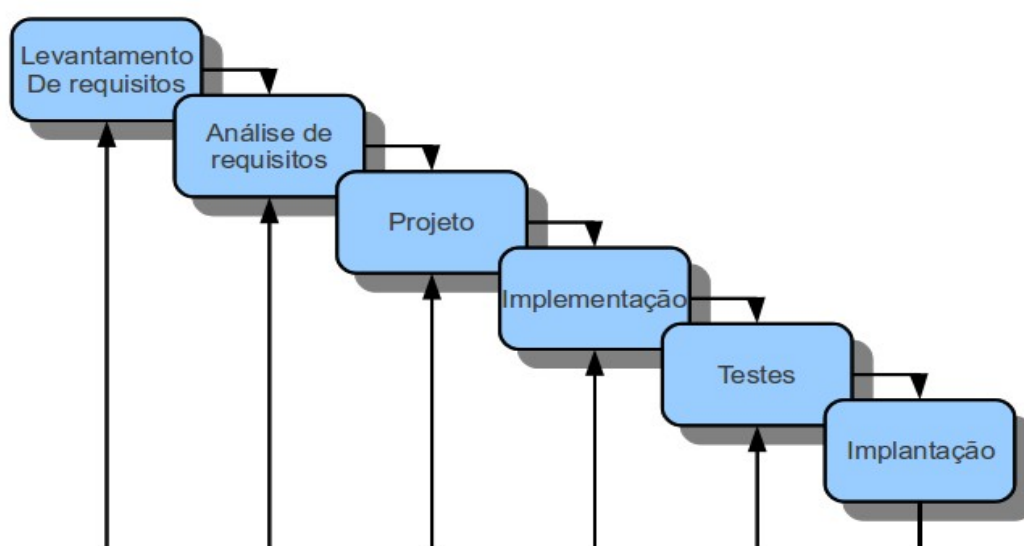 Levantamento
De requisitos
Análise de
requisitos
Projeto
Implementação
Testes
Implantação